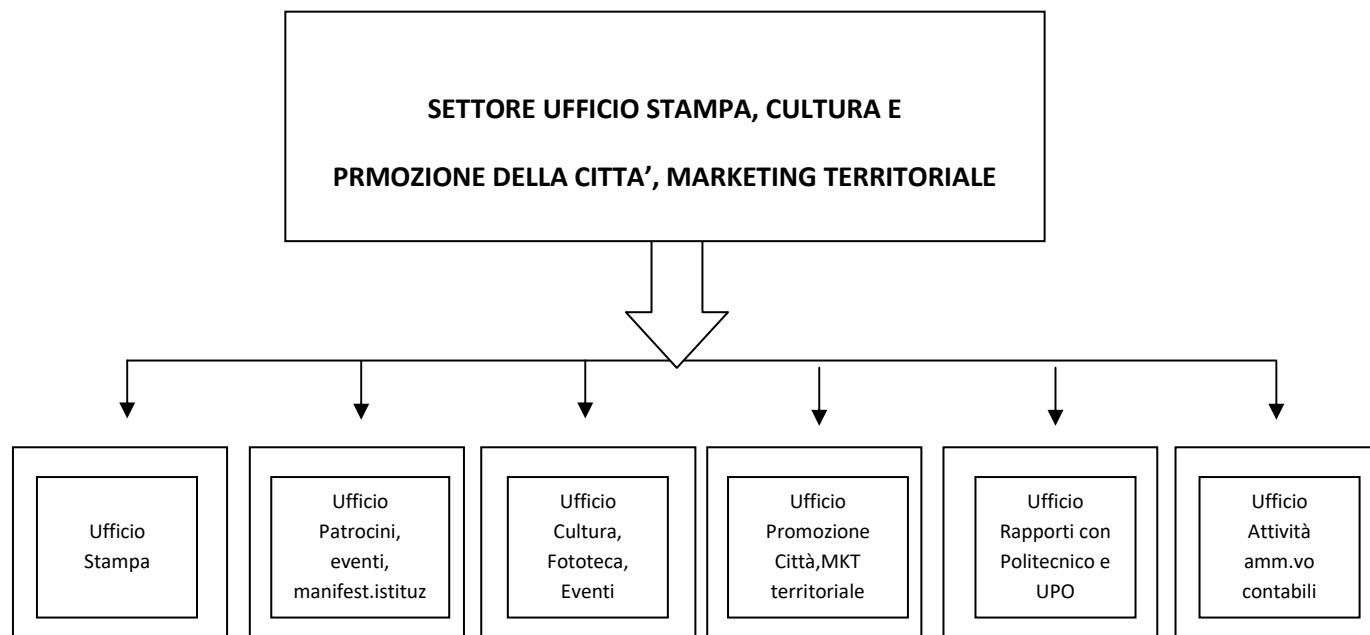 SETTORE UFFICIO STAMPA, CULTURA E
PRMOZIONE DELLA CITTA’, MARKETING TERRITORIALE
Ufficio
Stampa
Ufficio
Patrocini,
eventi,
manifest.istituz
Ufficio
Cultura,
Fototeca,
Eventi
Ufficio
Promozione
Città,MKT
territoriale
Ufficio
Rapporti con
Politecnico e
UPO
Ufficio
Attività
amm.vo
contabili